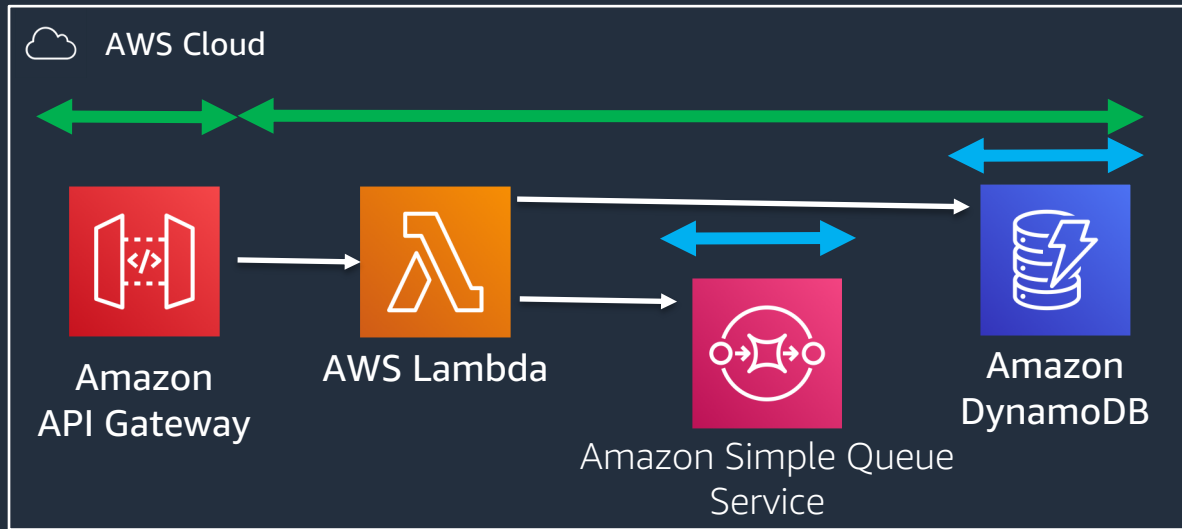 AWS Cloud
</>
Amazon
API Gateway
AWS Lambda
Amazon Simple Queue
Service
Amazon
DynamoDB